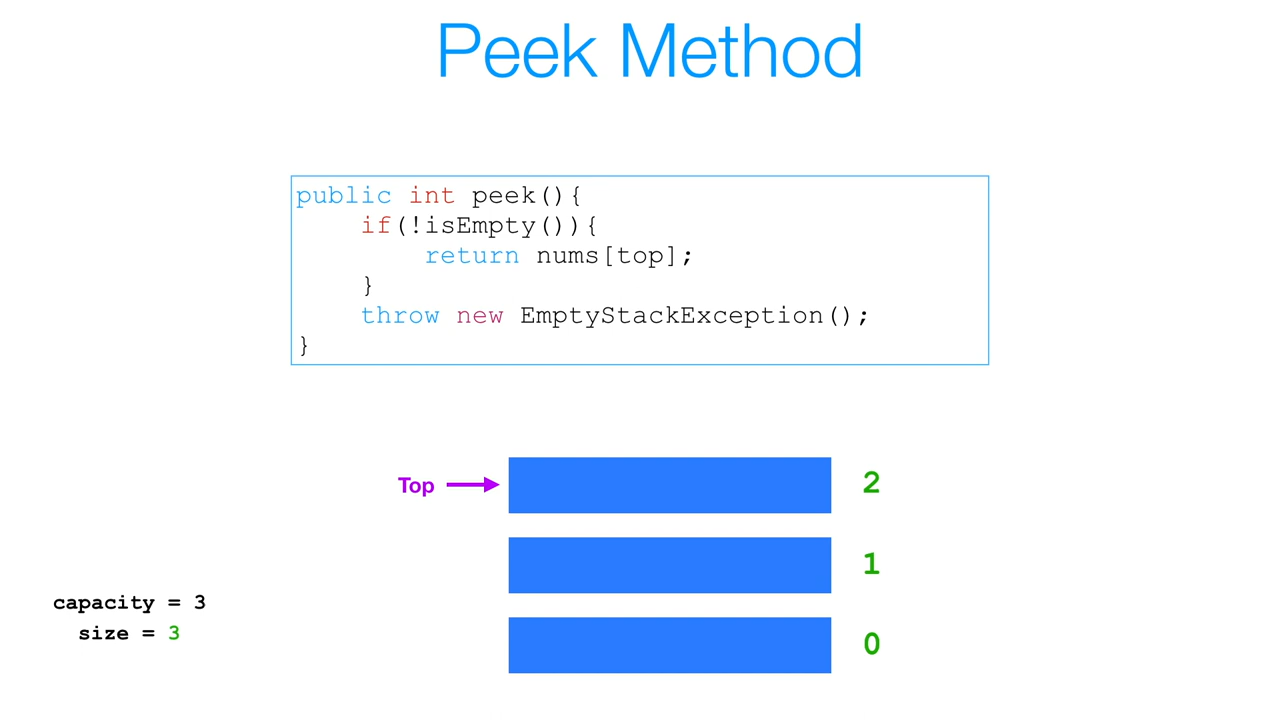 Peek Method
public int peek(){
    if(!isEmpty()){
        return nums[top];
    }
    throw new EmptyStackException();
}
Top
2
1
0
capacity = 3
size = 3